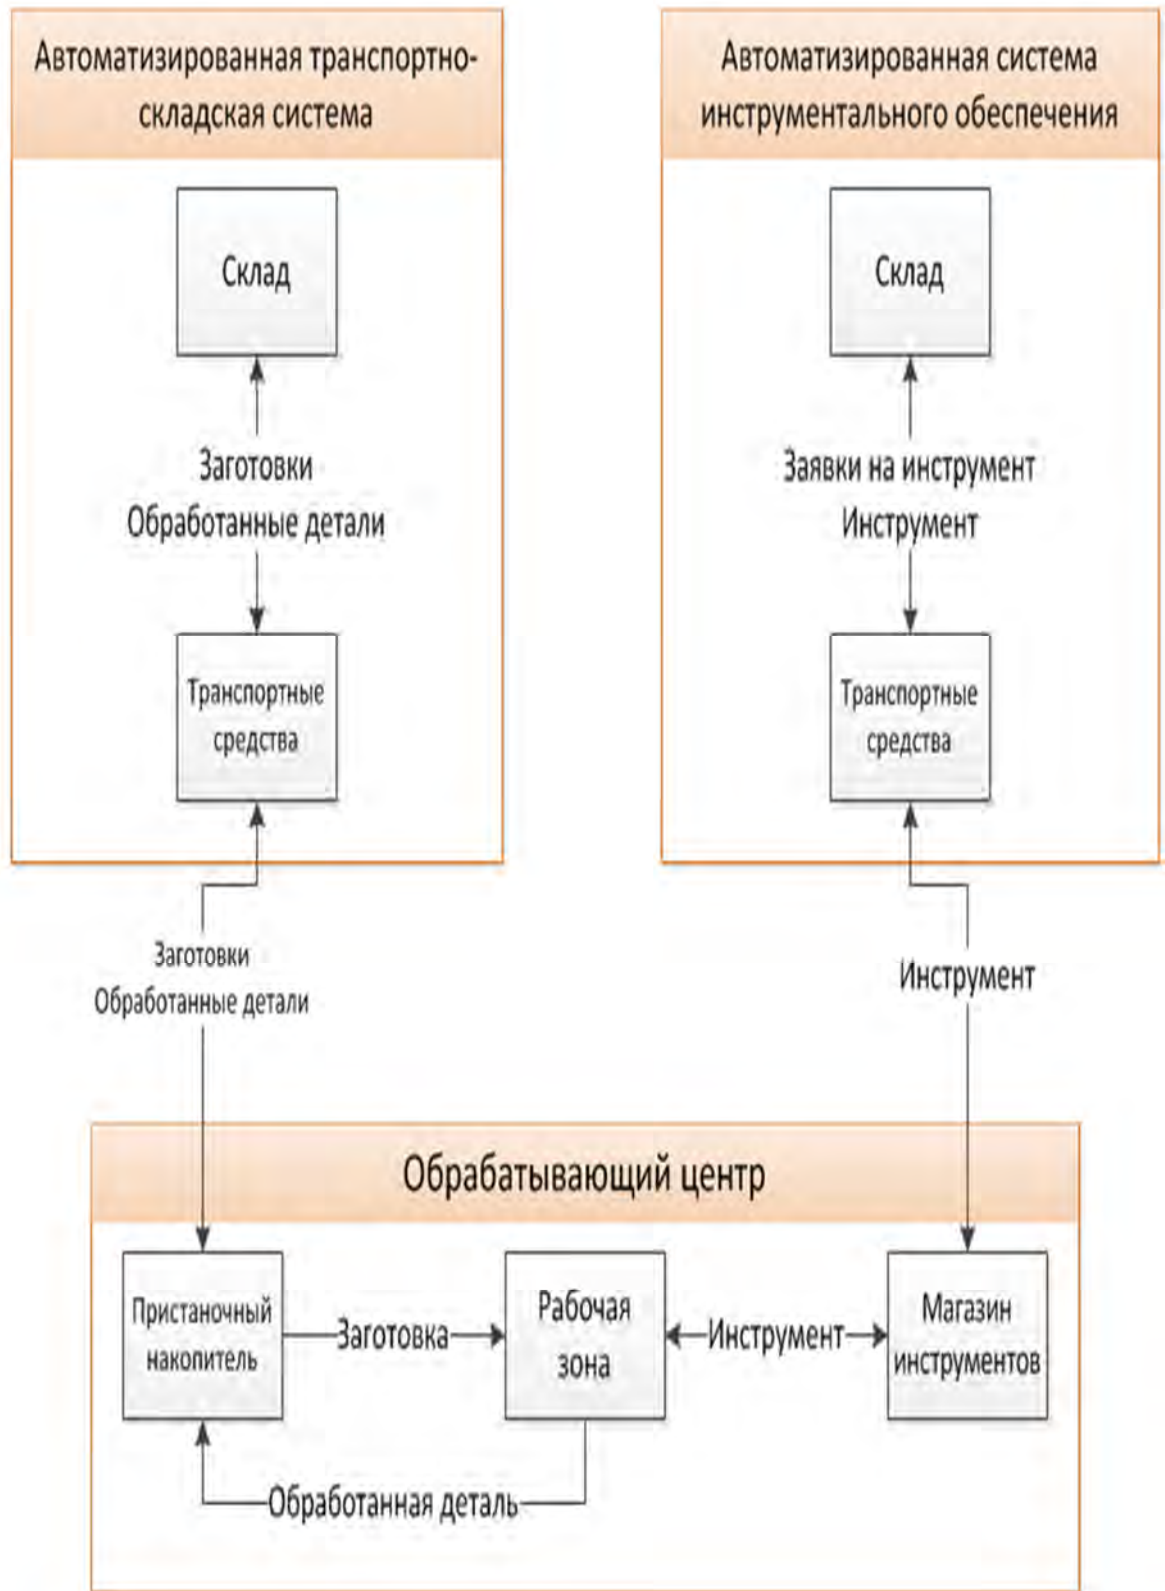 Автоматизированная транспортно-
складская система
Склад
Заготовки
Обработанные детали
Транспортные
средства
Автоматизированная система
инструментального обеспечения
Склад
Заявки на инструмент
Инструмент
Транспортные
средства
Заготовки
Обработанные детали
Инструмент
Обрабатывающий центр
Пристаночный
накопитель
Заготовка
Рабочая
зона
Инструмент
Магазин
инструментов
Обработанная деталь